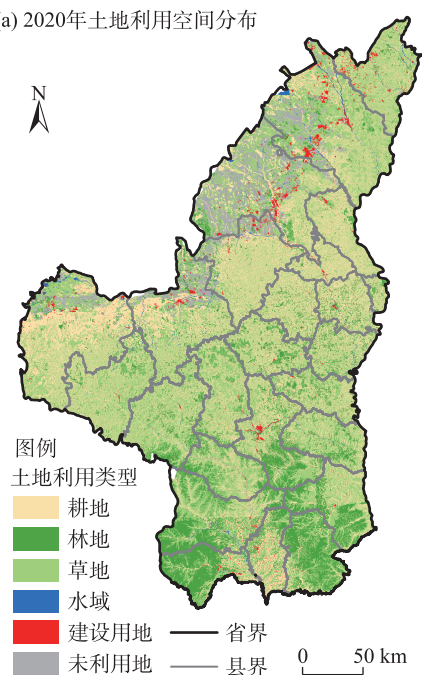 (a) 2020年土地利用空间分布
N
图例
土地利用类型
耕地
林地
草地
水域
建设用地
省界
未利用地
县界
0 50 km